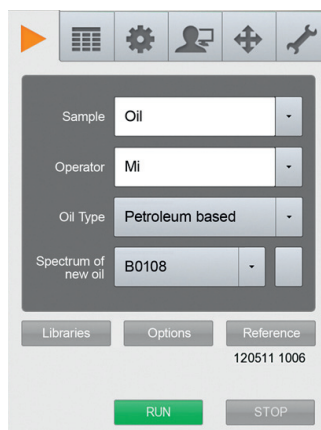 Sample Oil
Operator Mi
Oil Type Petroleum based
Spectrum of
new oil B0108
Libraries Options Reference
120511 1006
RUN STOP